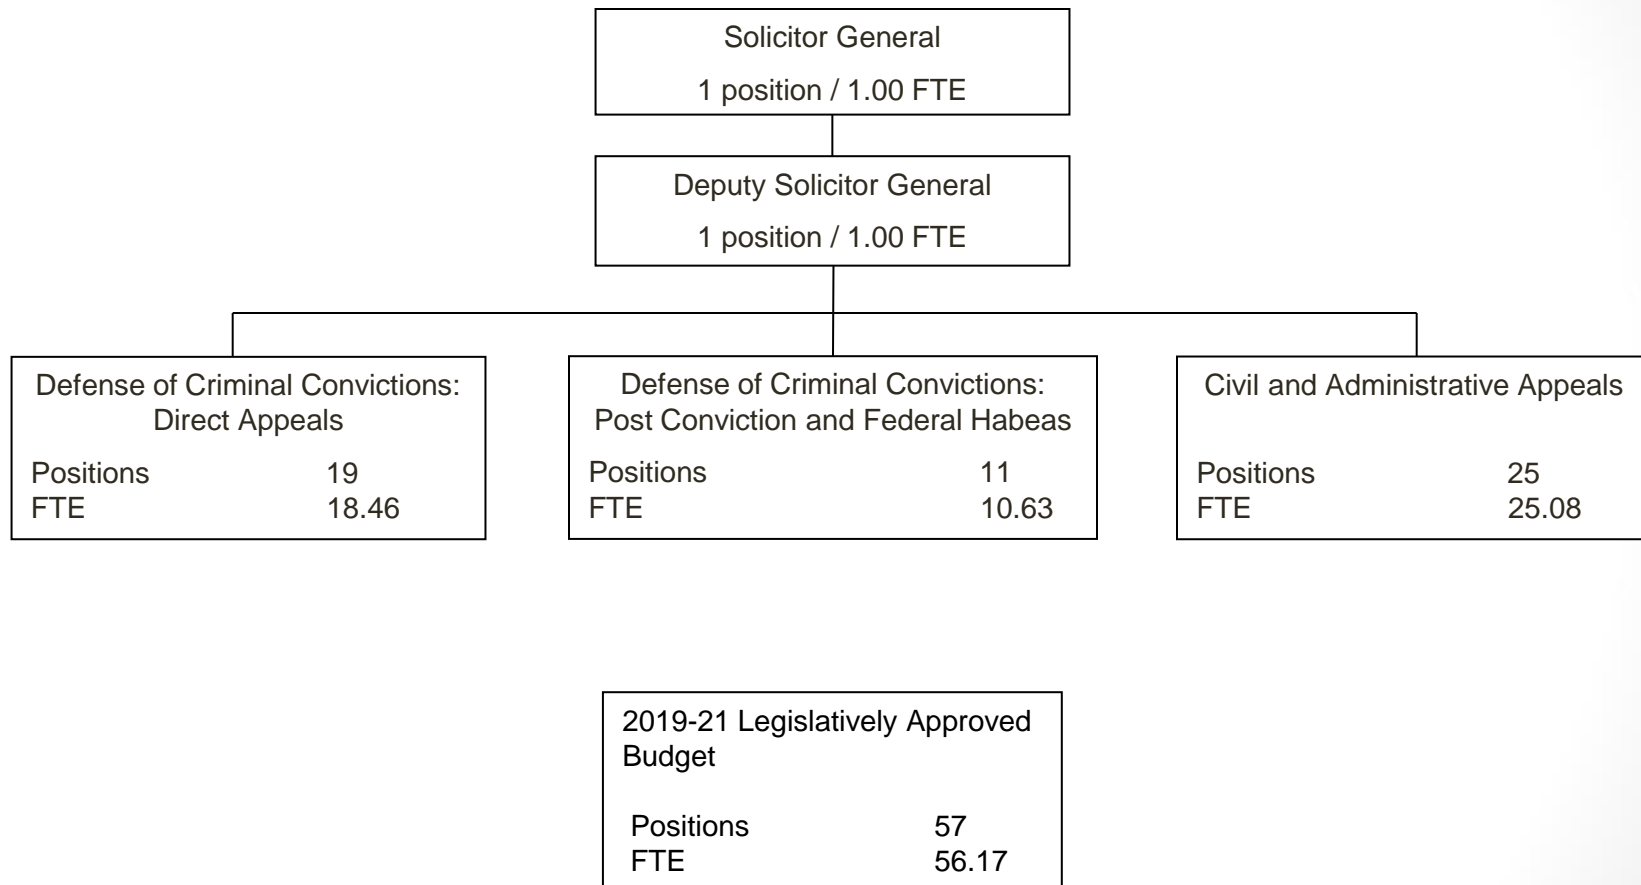 Solicitor General
1 position / 1.00 FTE
Deputy Solicitor General
1 position / 1.00 FTE
Defense of Criminal Convictions:
Direct Appeals
Positions 19
FTE 18.46
Defense of Criminal Convictions:
Post Conviction and Federal Habeas
Positions 11
FTE 10.63
Civil and Administrative Appeals
Positions 25
FTE 25.08
2019-21 Legislatively Approved
Budget
Positions 57
FTE 56.17